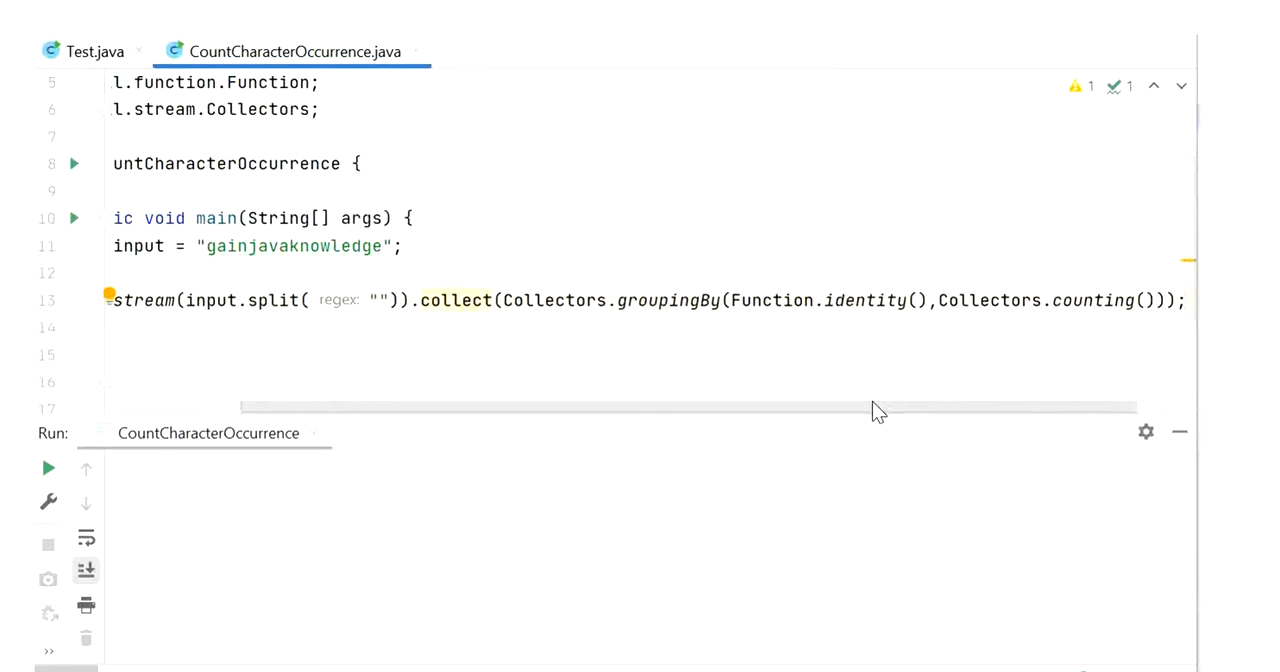 Test.java CountCharacterOccurrence.java
5 l.function.Function; 1 1
6 l.stream.Collectors;
7
8 untCharacterOccurrence {
9
10 ic void main(String[] args) {
11 input = "gainjavaknowledge";
12
13 stream(input.split( regex: "")).collect(Collectors.groupingBy(Function.identity(),Collectors.counting()));
14
15
16
17
Run: CountCharacterOccurrence
>>